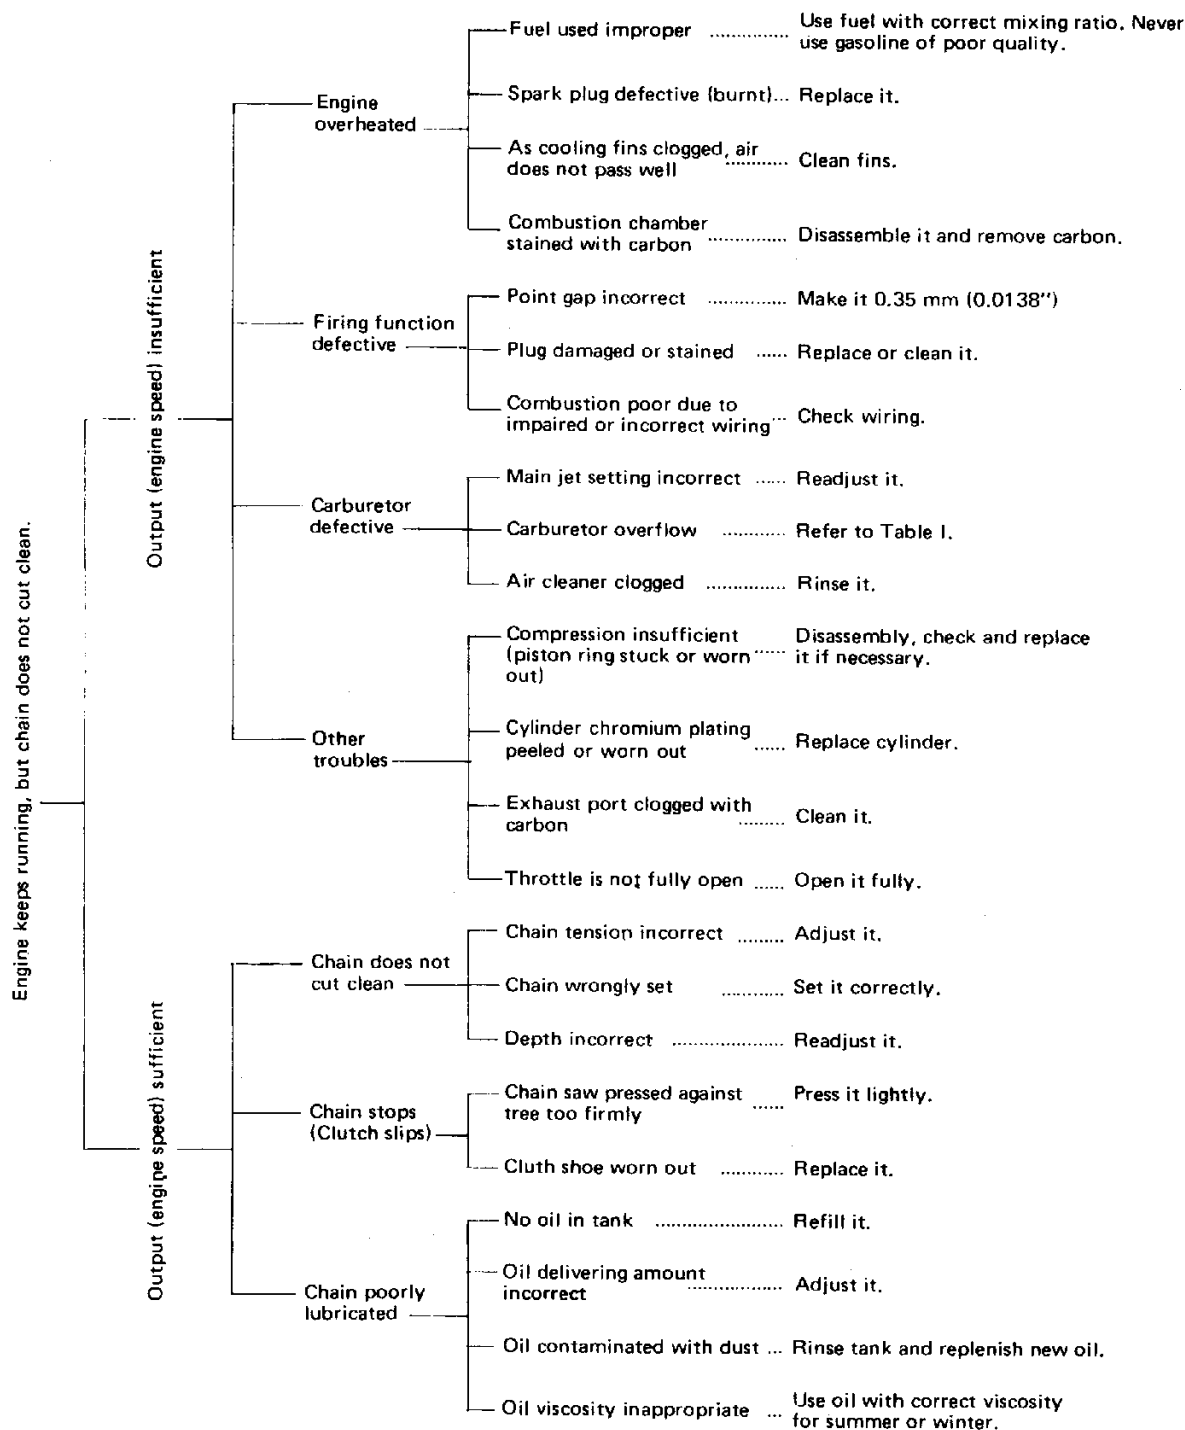 Engine keeps running, but chain does not cut clean.
Output (engine speed) insufficient
Engine
overheated
Fuel used improper ............. Use fuel with correct mixing ratio. Never
use gasoline of poor quality.
Spark plug defective (burnt)... Replace it.
As cooling fins clogged, air
does not pass well ........... Clean fins.
Combustion chamber
stained with carbon .............. Disassemble it and remove carbon.
Firing function
defective
Point gap incorrect .............. Make it 0.35 mm (0.0138")
Plug damaged or stained ...... Replace or clean it.
Combustion poor due to
impaired or incorrect wiring ... Check wiring.
Carburetor
defective
Main jet setting incorrect ...... Readjust it.
Carburetor overflow ............ Refer to Table I.
Air cleaner clogged ............... Rinse it.
Other
troubles
Compression insufficient
(piston ring stuck or worn
out)
...... Disassembly, check and replace
it if necessary.
Cylinder chromium plating
peeled or worn out ...... Replace cylinder.
Exhaust port clogged with
carbon ......... Clean it.
Throttle is not fully open ...... Open it fully.
Output (engine speed) sufficient
Chain does not
cut clean
Chain tension incorrect ......... Adjust it.
Chain wrongly set ............ Set it correctly.
Depth incorrect ..................... Readjust it.
Chain stops
(Clutch slips)
Chain saw pressed against
tree too firmly ...... Press it lightly.
Cluth shoe worn out ............ Replace it.
Chain poorly
lubricated
No oil in tank ........................ Refill it.
Oil delivering amount
incorrect ............... Adjust it.
Oil contaminated with dust ... Rinse tank and replenish new oil.
Oil viscosity inappropriate ... Use oil with correct viscosity
for summer or winter.